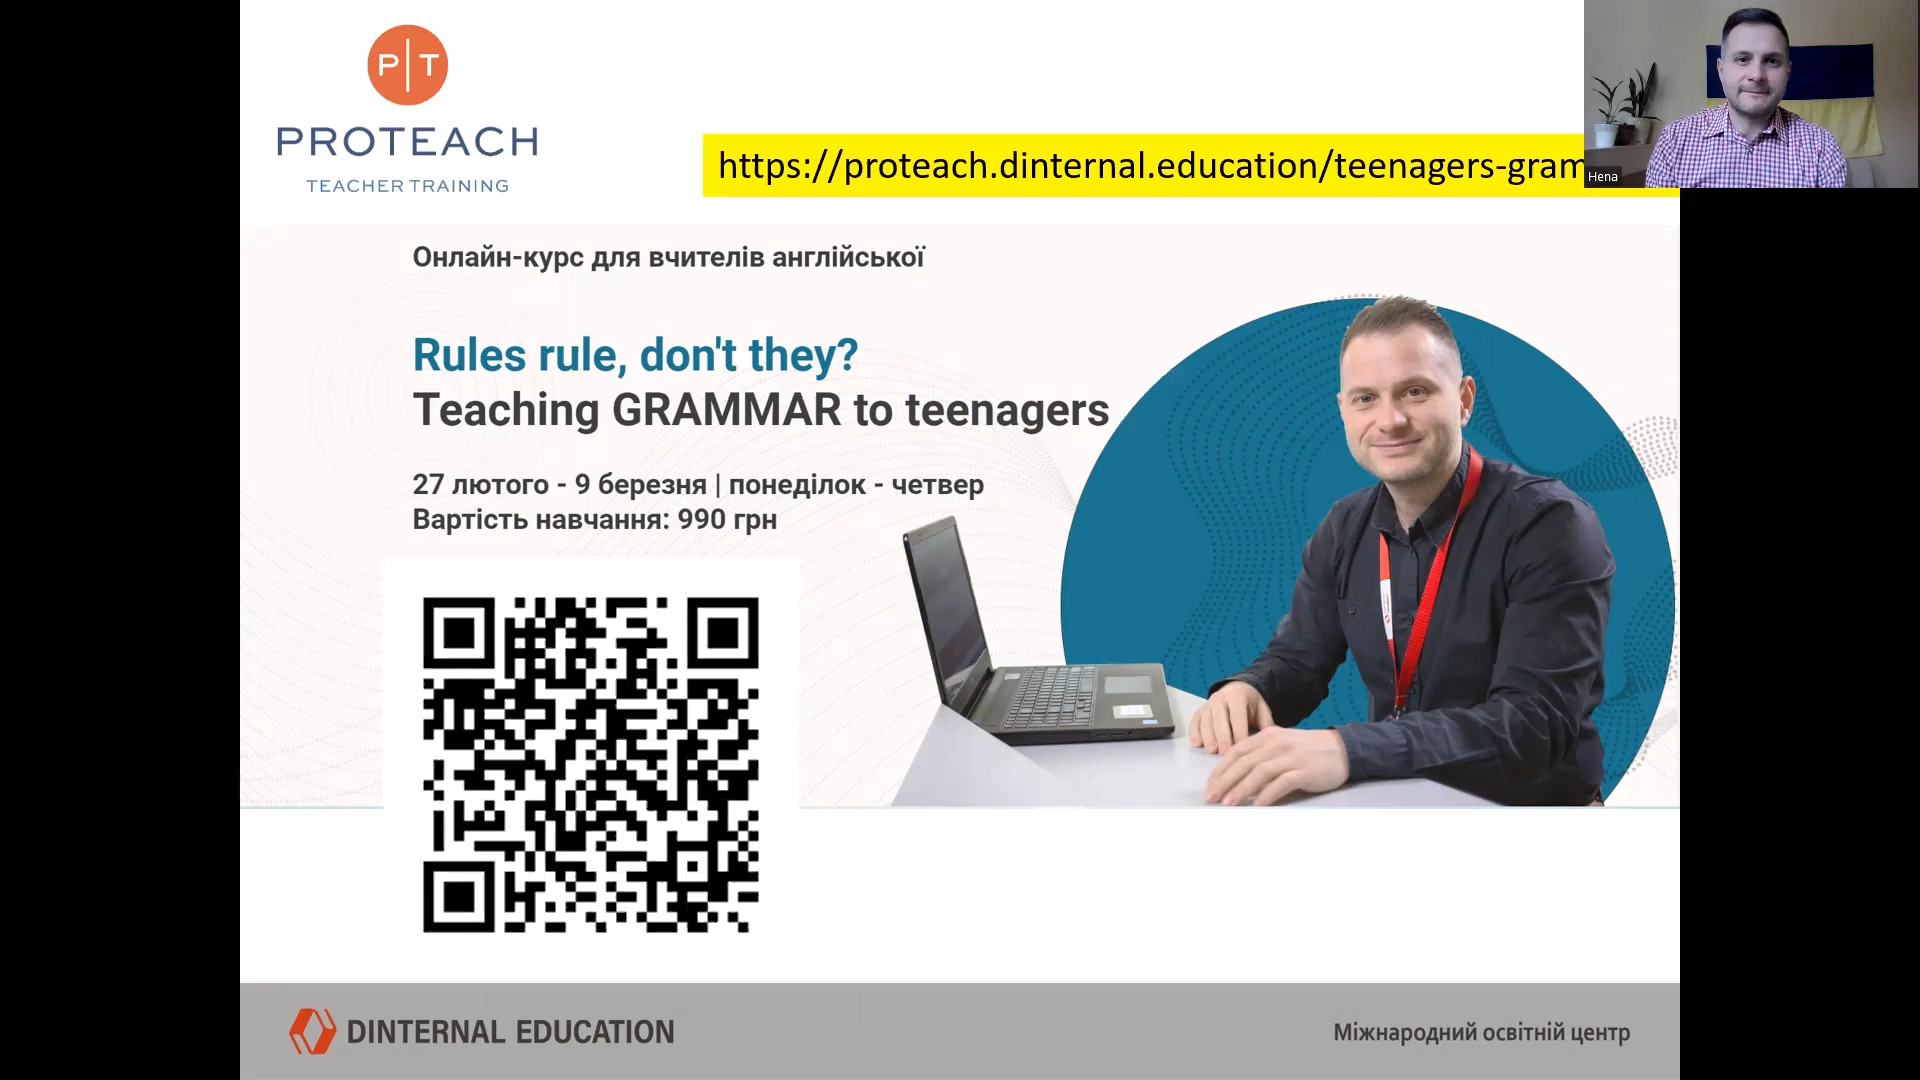 P|T
PROTEACH
TEACHER TRAINING
https://proteach.dinternal.education/teenagers-gram
Hena
Онлайн-курс для вчителів англійської
Rules rule, don't they?
Teaching GRAMMAR to teenagers
27 лютого - 9 березня | понеділок - четвер
Вартість навчання: 990 грн
DINTERNAL EDUCATION
Міжнародний освітній центр